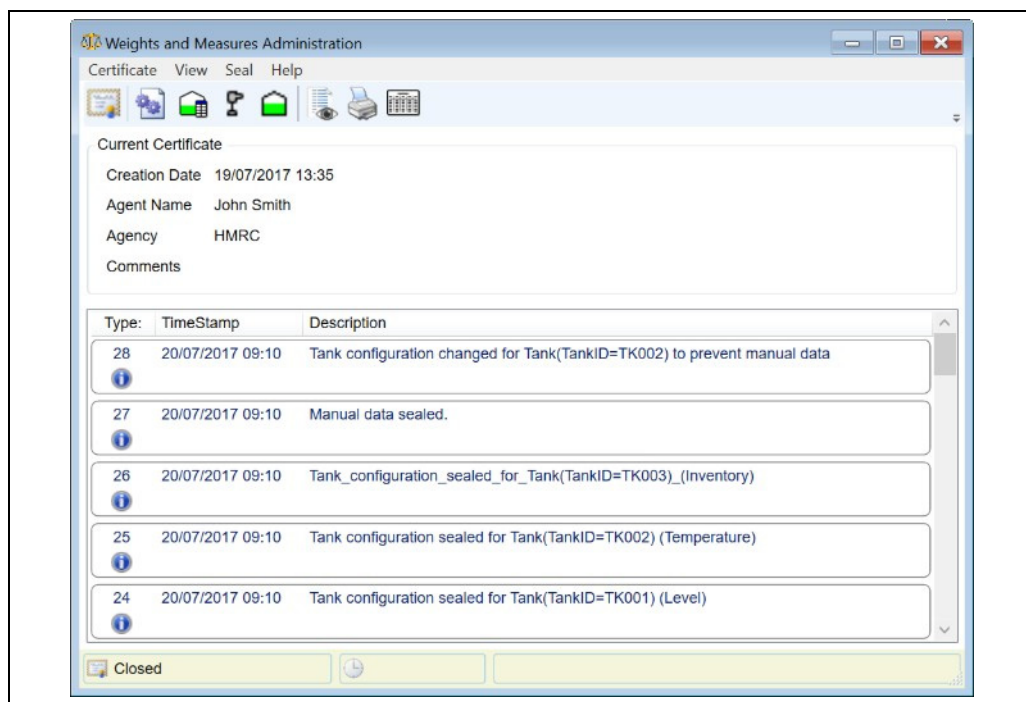 Weights and Measures Administration
Certificate View Seal Help
Current Certificate
Creation Date 19/07/2017 13:35
Agent Name John Smith
Agency HMRC
Comments
Type: TimeStamp Description
28 20/07/2017 09:10 Tank configuration changed for Tank(TankID=TK002) to prevent manual data
27 20/07/2017 09:10 Manual data sealed.
26 20/07/2017 09:10 Tank_configuration_sealed_for_Tank(TankID=TK003)_(Inventory)
25 20/07/2017 09:10 Tank configuration sealed for Tank(TankID=TK002) (Temperature)
24 20/07/2017 09:10 Tank configuration sealed for Tank(TankID=TK001) (Level)
Closed